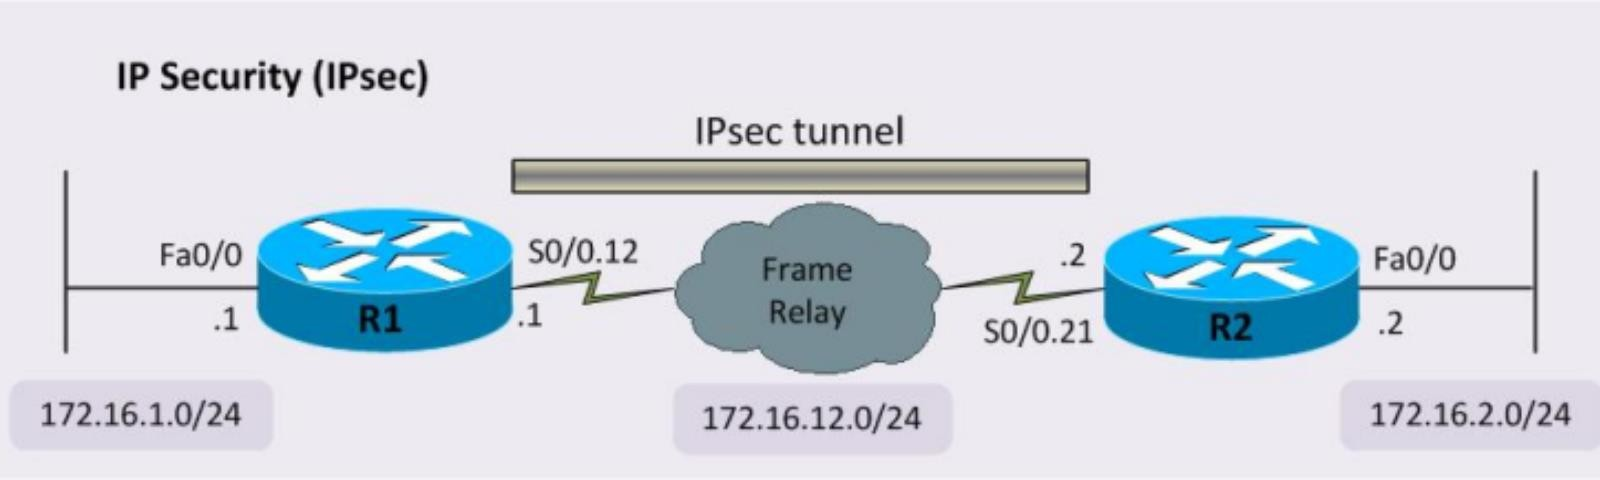 IP Security (IPsec)
IPsec tunnel
Fa0/0
S0/0.12
.2
Fa0/0
Frame
Relay
.1
R1
.1
S0/0.21
R2
.2
172.16.1.0/24
172.16.12.0/24
172.16.2.0/24